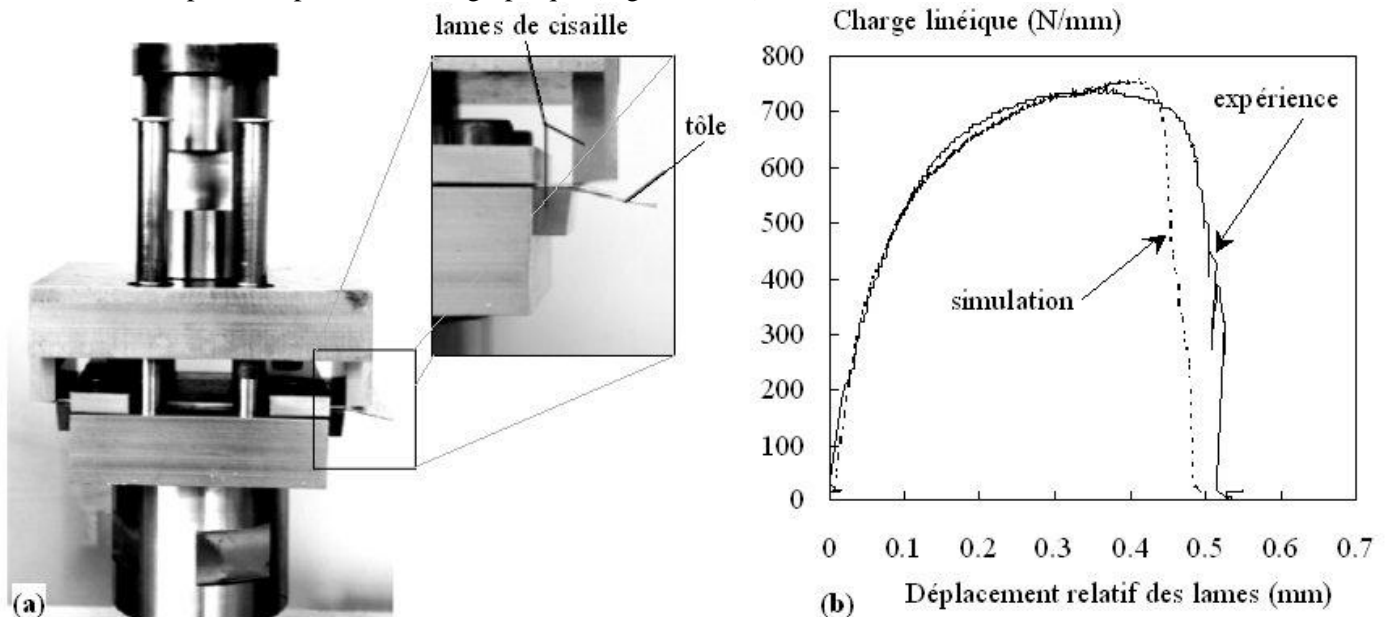 lames de cisaille
tôle
(a)
Charge linéique (N/mm)
800
700
600
500
400
300
200
100
0
expérience
simulation
0 0.1 0.2 0.3 0.4 0.5 0.6 0.7
(b) Déplacement relatif des lames (mm)